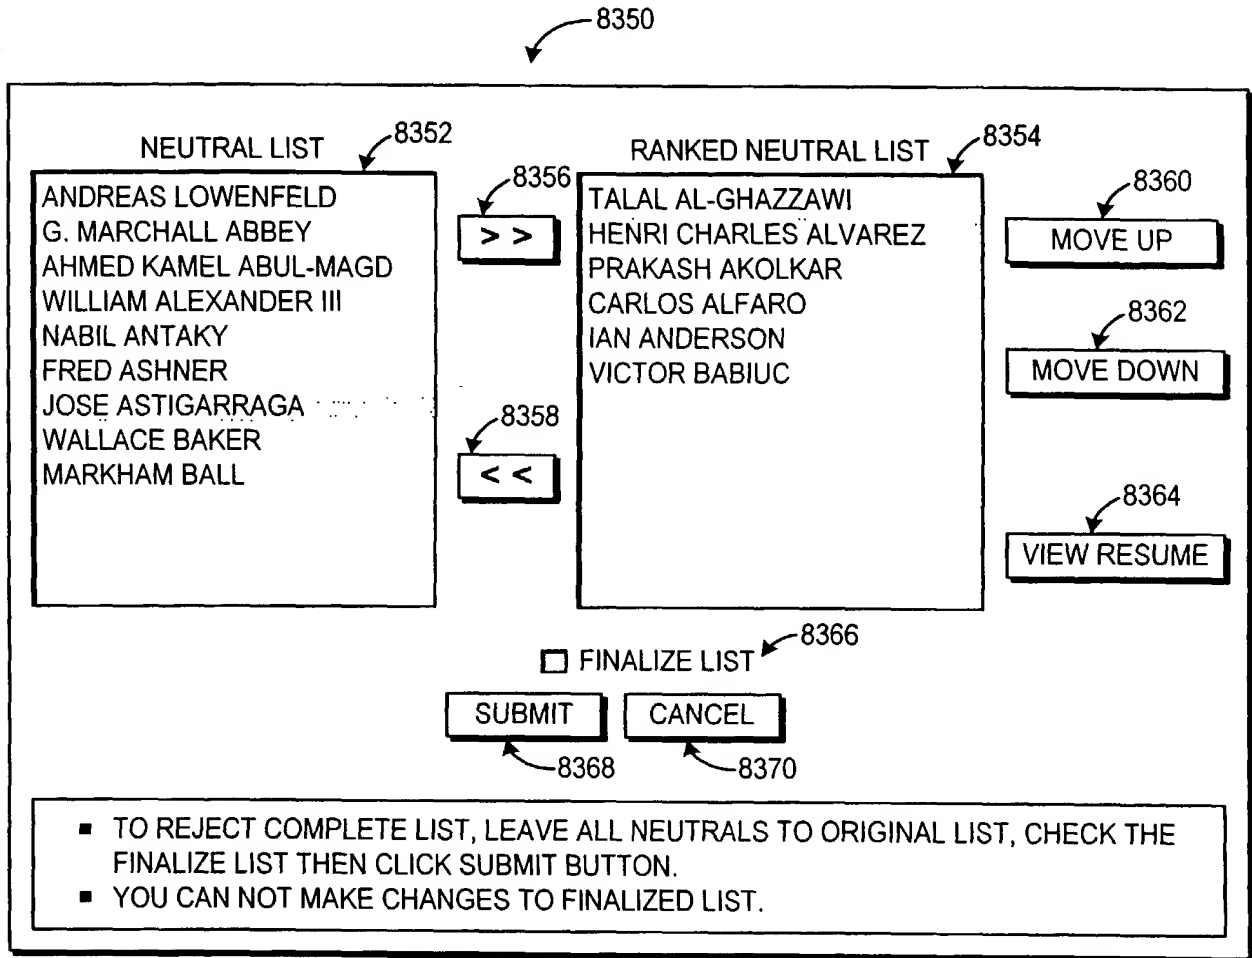 8350
NEUTRAL LIST
8352
ANDREAS LOWENFELD
G. MARCHALL ABBEY
AHMED KAMEL ABUL-MAGD
WILLIAM ALEXANDER III
NABIL ANTAKY
FRED ASHNER
JOSE ASTIGARRAGA
WALLACE BAKER
MARKHAM BALL
8356
> >
8358
< <
RANKED NEUTRAL LIST
8354
TALAL AL-GHAZZAWI
HENRI CHARLES ALVAREZ
PRAKASH AKOLKAR
CARLOS ALFARO
IAN ANDERSON
VICTOR BABIUC
8360
MOVE UP
8362
MOVE DOWN
8364
VIEW RESUME
FINALIZE LIST
8366
SUBMIT
CANCEL
8368
8370
▪ TO REJECT COMPLETE LIST, LEAVE ALL NEUTRALS TO ORIGINAL LIST, CHECK THE
FINALIZE LIST THEN CLICK SUBMIT BUTTON.
▪ YOU CAN NOT MAKE CHANGES TO FINALIZED LIST.